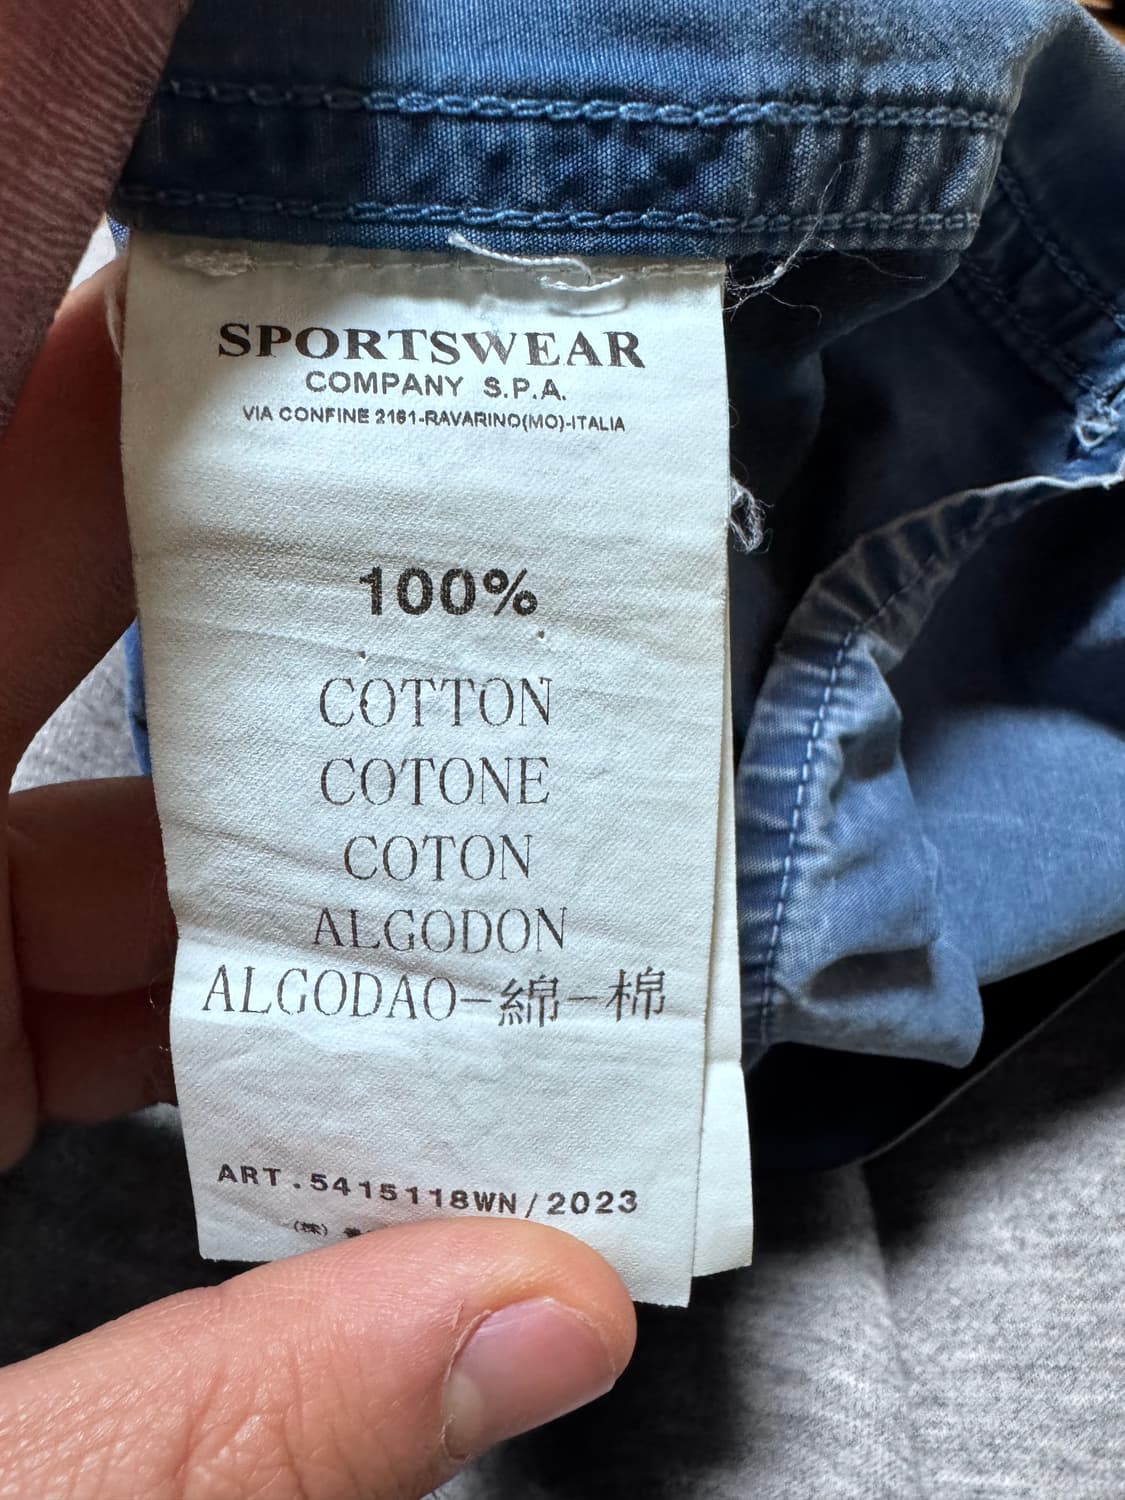 SPORTSWEAR
COMPANY S.P.A.
VIA CONFINE 2161-RAVARINO(MO)-ITALIA
100%
COTTON
COTONE
COTON
ALGODON
ALGODAO-綿-棉
ART.5415118WN/2023
(株)